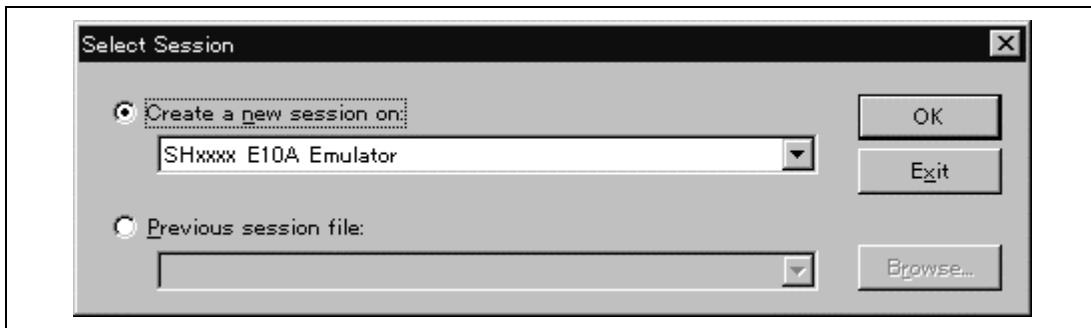 Select Session
Create a new session on:
OK
SHxxxx E10A Emulator
Exit
Previous session file:
Browse...